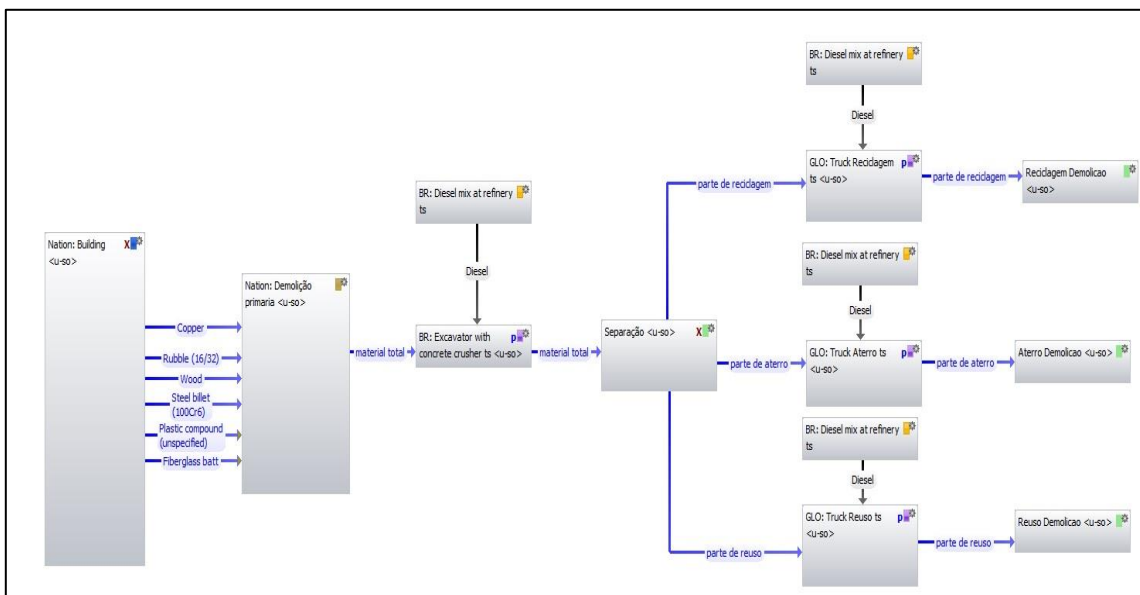 BR: Diesel mix at refinery
ts
Diesel
GLO: Truck Reciclagem
ts <u-so>
p
parte de reciclagem
parte de reciclagem
Reciclagem Demolicao
<u-so>
BR: Diesel mix at refinery
ts
Diesel
Nation: Building
<u-so>
X
Copper
Rubble (16/32)
Wood
Steel billet
(100Cr6)
Plastic compound
(unspecified)
Fiberglass batt
Nation: Demolição
primaria <u-so>
material total
BR: Excavator with
concrete crusher ts <u-so>
p
material total
Separação <u-so>
X
BR: Diesel mix at refinery
ts
Diesel
parte de aterro
GLO: Truck Aterro ts
<u-so>
p
parte de aterro
Aterro Demolicao <u-so>
BR: Diesel mix at refinery
ts
Diesel
parte de reuso
GLO: Truck Reuso ts
<u-so>
p
parte de reuso
Reuso Demolicao <u-so>